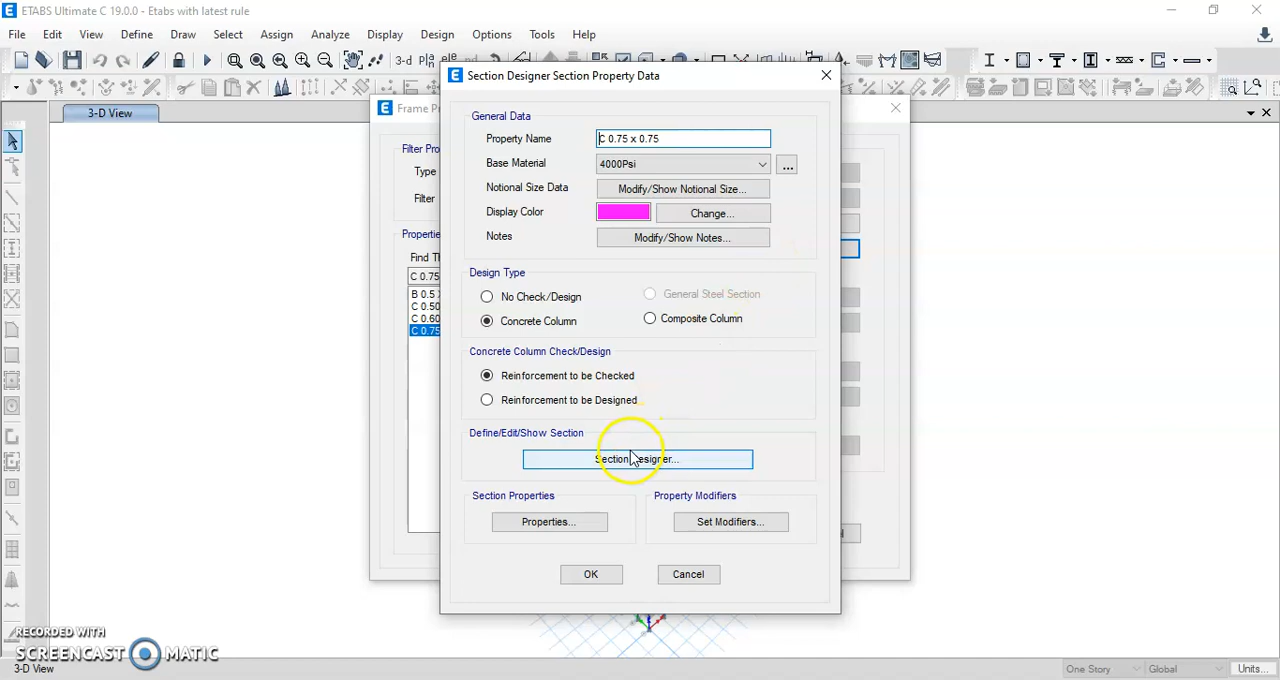 ETABS Ultimate C 19.0.0 - Etabs with latest rule
File Edit View Define Draw Select Assign Analyze Display Design Options Tools Help
3-d
3-D View
Frame Pr
Section Designer Section Property Data
Filter Pro
Type
Filter
Properties
Find Th
C 0.75
B 0.5
C 0.50
C 0.60
C 0.75
General Data
Property Name C 0.75 x 0.75
Base Material 4000Psi ...
Notional Size Data Modify/Show Notional Size...
Display Color Change...
Notes Modify/Show Notes...
Design Type
No Check/Design General Steel Section
Concrete Column Composite Column
Concrete Column Check/Design
Reinforcement to be Checked
Reinforcement to be Designed
Define/Edit/Show Section
Section Designer...
Section Properties Property Modifiers
Properties... Set Modifiers...
OK Cancel
RECORDED WITH
SCREENCAST MATIC
3-D View One Story Global Units...